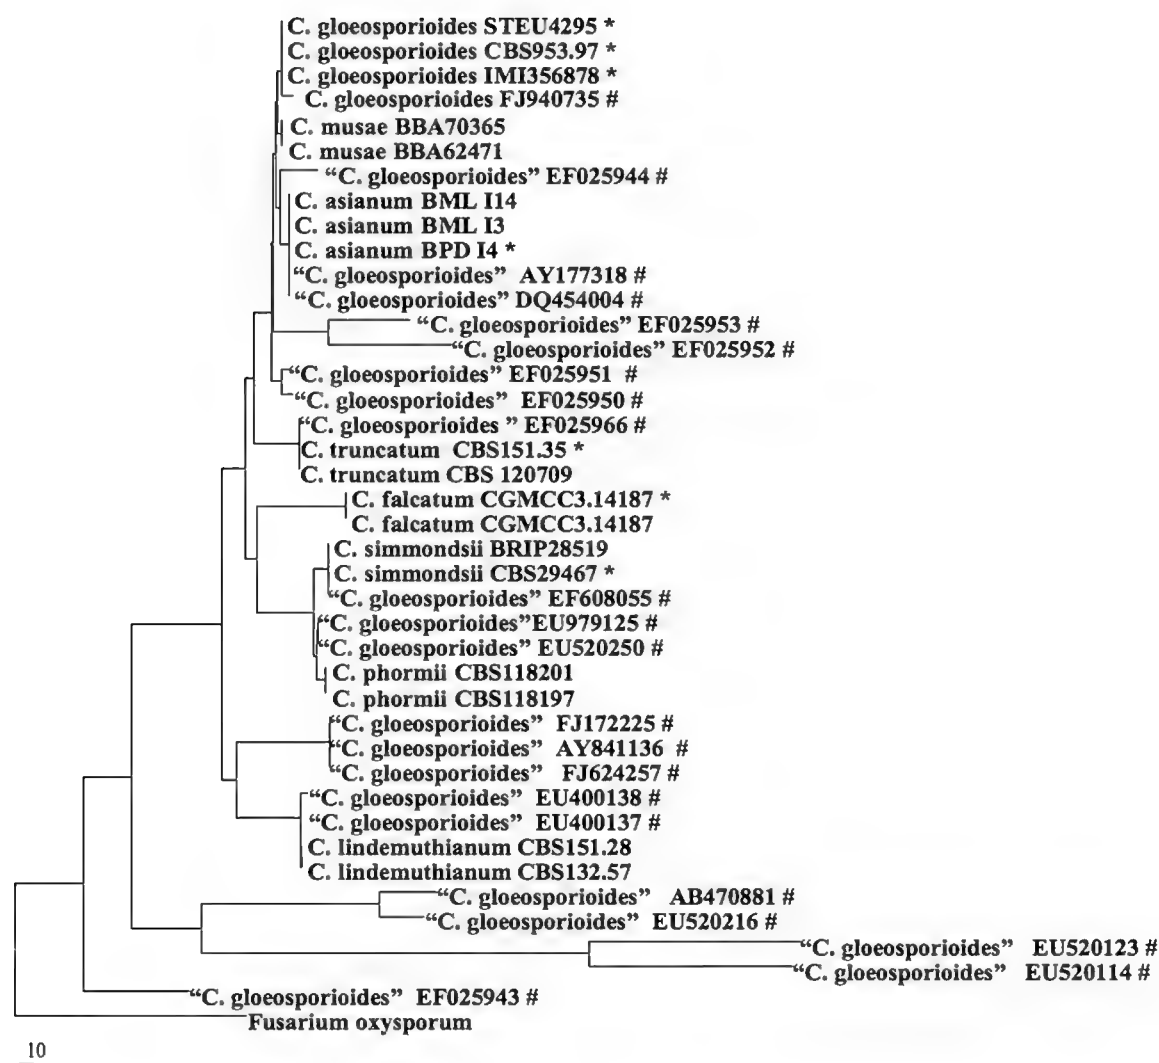 C. gloeosporioides STEU4295 *
C. gloeosporioides CBS953.97 *
C. gloeosporioides IMI356878 *
C. gloeosporioides FJ940735 #
C. musae BBA70365
C. musae BBA62471
“C. gloeosporioides” EF025944 #
C. asianum BML I14
C. asianum BML I3
C. asianum BPD I4 *
“C. gloeosporioides” AY177318 #
“C. gloeosporioides” DQ454004 #
“C. gloeosporioides” EF025953 #
“C. gloeosporioides” EF025952 #
“C. gloeosporioides” EF025951 #
“C. gloeosporioides” EF025950 #
“C. gloeosporioides ” EF025966 #
C. truncatum CBS151.35 *
C. truncatum CBS 120709
C. falcatum CGMCC3.14187 *
C. falcatum CGMCC3.14187
C. simmondsii BRIP28519
C. simmondsii CBS29467 *
“C. gloeosporioides” EF608055 #
“C. gloeosporioides”EU979125 #
“C. gloeosporioides” EU520250 #
C. phormii CBS118201
C. phormii CBS118197
“C. gloeosporioides” FJ172225 #
“C. gloeosporioides” AY841136 #
“C. gloeosporioides” FJ624257 #
“C. gloeosporioides” EU400138 #
“C. gloeosporioides” EU400137 #
C. lindemuthianum CBS151.28
C. lindemuthianum CBS132.57
“C. gloeosporioides” AB470881 #
“C. gloeosporioides” EU520216 #
“C. gloeosporioides” EU520123 #
“C. gloeosporioides” EU520114 #
“C. gloeosporioides” EF025943 #
Fusarium oxysporum
10